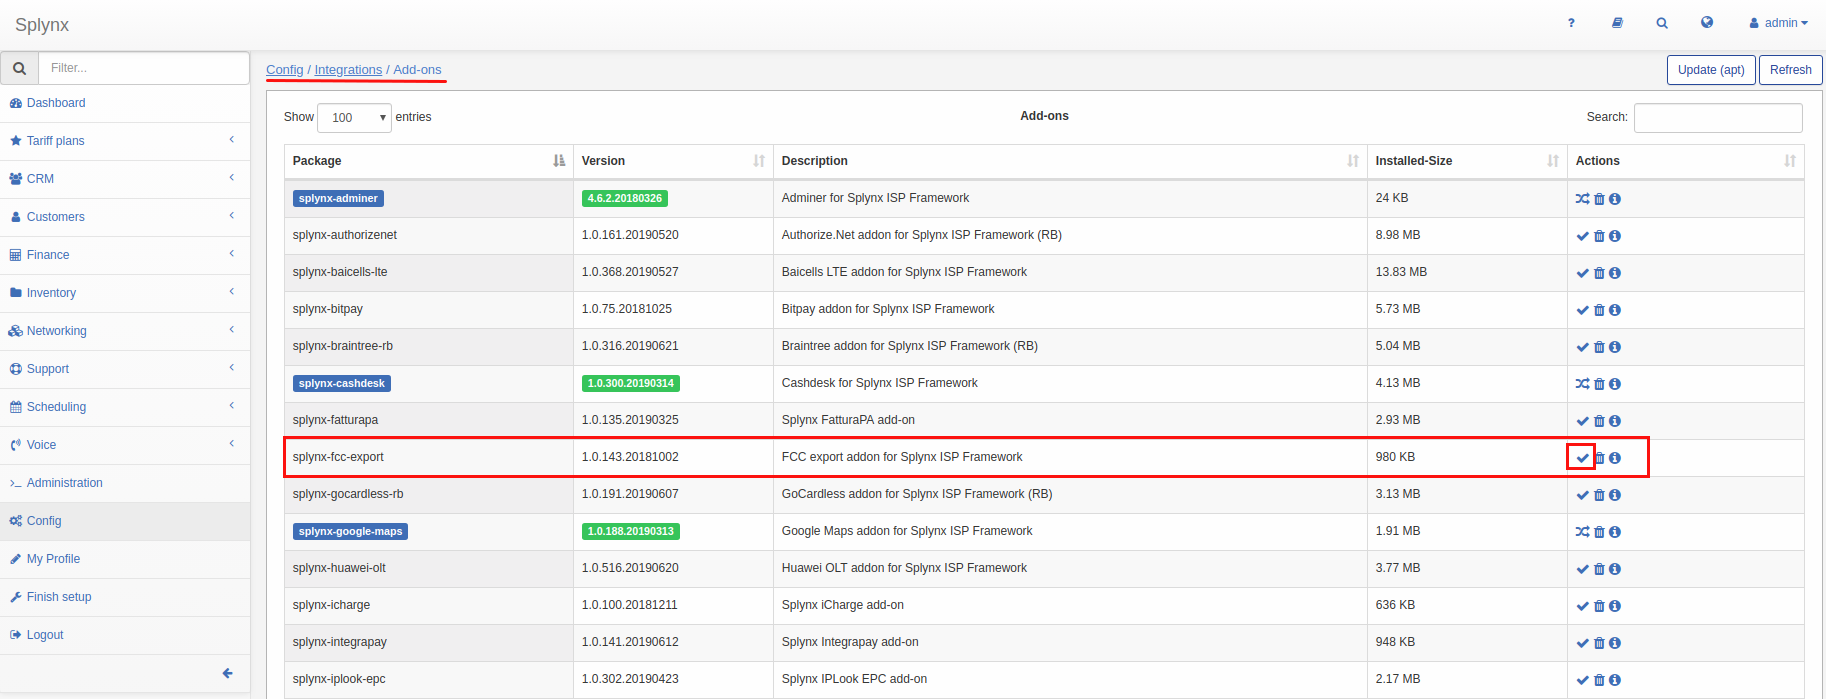 Splynx
? admin
Filter...
Config / Integrations / Add-ons
Update (apt) Refresh
Dashboard
Tariff plans
CRM
Customers
Finance
Inventory
Networking
Support
Scheduling
Voice
Administration
Config
My Profile
Finish setup
Logout
Show 100 entries
Add-ons
Search:
Package Version Description Installed-Size Actions
splynx-adminer 4.6.2.20180326 Adminer for Splynx ISP Framework 24 KB
splynx-authorizenet 1.0.161.20190520 Authorize.Net addon for Splynx ISP Framework (RB) 8.98 MB
splynx-baicells-lte 1.0.368.20190527 Baicells LTE addon for Splynx ISP Framework 13.83 MB
splynx-bitpay 1.0.75.20181025 Bitpay addon for Splynx ISP Framework 5.73 MB
splynx-braintree-rb 1.0.316.20190621 Braintree addon for Splynx ISP Framework (RB) 5.04 MB
splynx-cashdesk 1.0.300.20190314 Cashdesk for Splynx ISP Framework 4.13 MB
splynx-fatturapa 1.0.135.20190325 Splynx FatturaPA add-on 2.93 MB
splynx-fcc-export 1.0.143.20181002 FCC export addon for Splynx ISP Framework 980 KB
splynx-gocardless-rb 1.0.191.20190607 GoCardless addon for Splynx ISP Framework (RB) 3.13 MB
splynx-google-maps 1.0.188.20190313 Google Maps addon for Splynx ISP Framework 1.91 MB
splynx-huawei-olt 1.0.516.20190620 Huawei OLT addon for Splynx ISP Framework 3.77 MB
splynx-icharge 1.0.100.20181211 Splynx iCharge add-on 636 KB
splynx-integrapay 1.0.141.20190612 Splynx Integrapay add-on 948 KB
splynx-iplook-epc 1.0.302.20190423 Splynx IPLook EPC add-on 2.17 MB